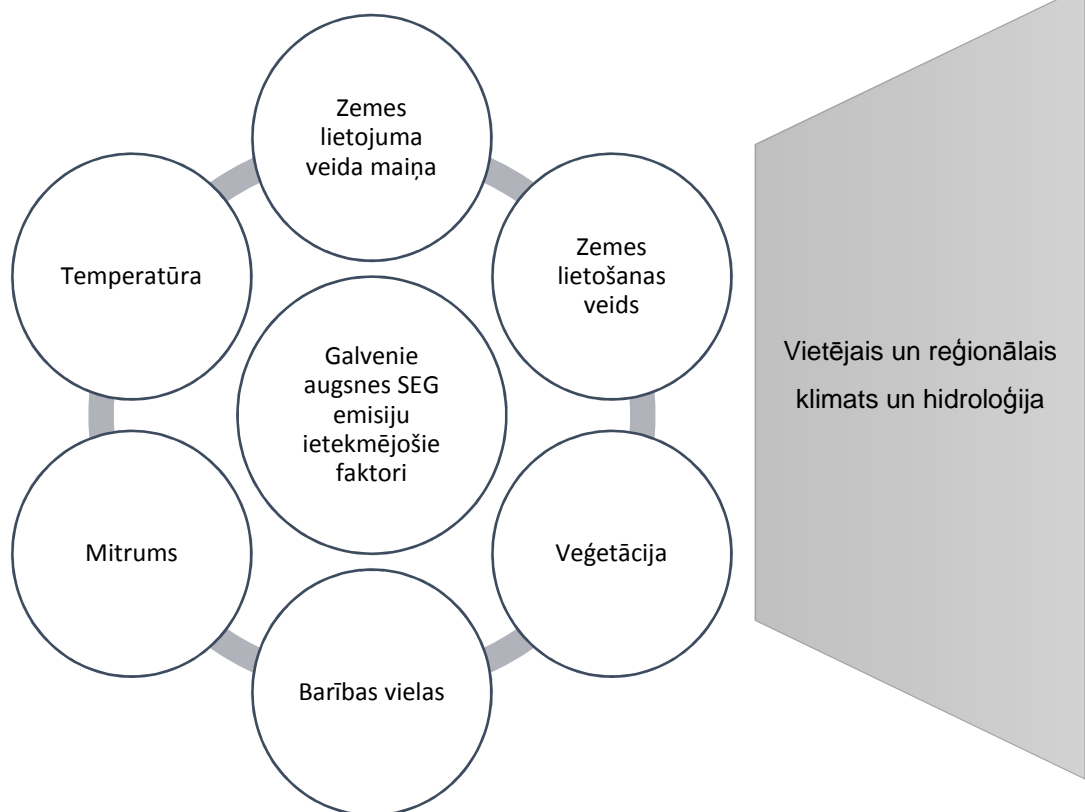 Zemes
lietojuma
veida maiņa
Zemes
lietošanas
veids
Temperatūra
Galvenie
augsnes SEG
emisiju
ietekmējošie
faktori
Vietējais un reģionālais
klimats un hidroloģija
Mitrums
Veģetācija
Barības vielas